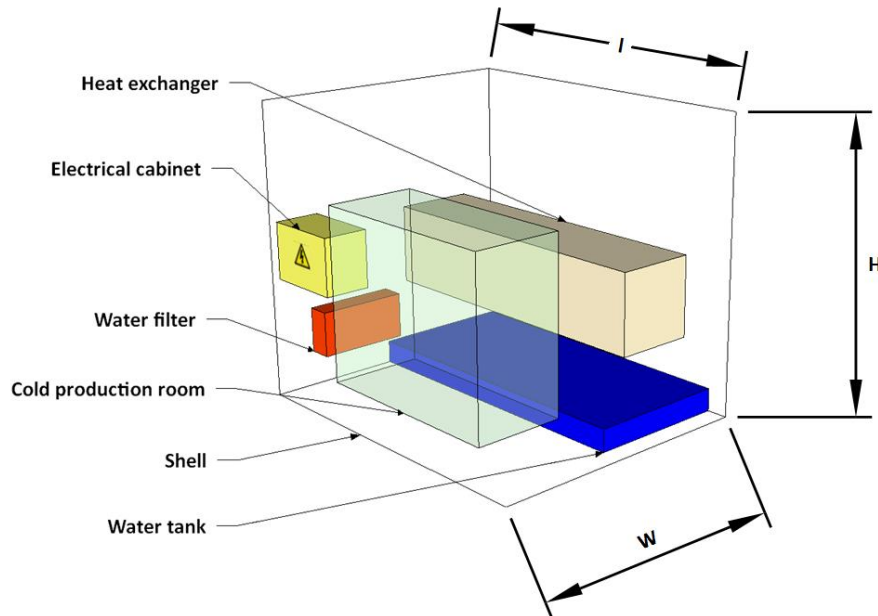 l
Heat exchanger
Electrical cabinet
H
Water filter
Cold production room
Shell
Water tank
W